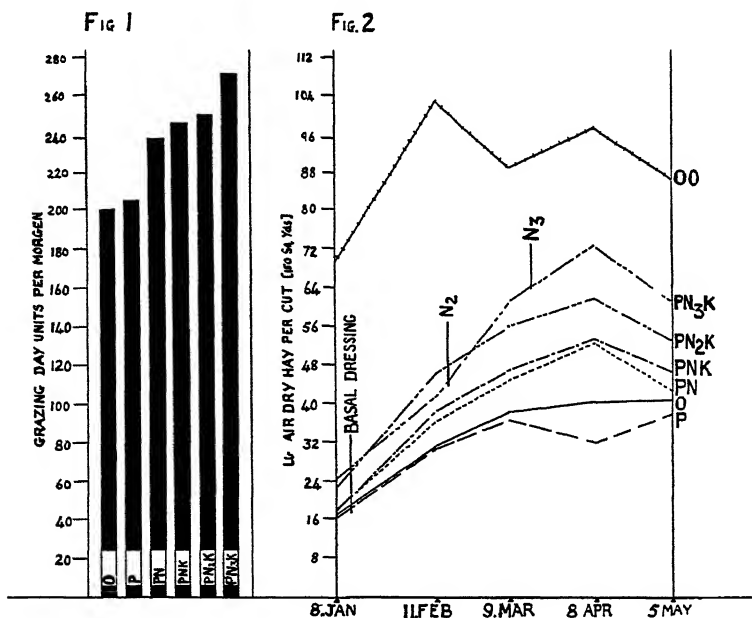 FIG 1
280
260
240
220
200
180
160
140
120
100
80
60
40
20
GRAZING DAY UNITS PER MORGEN
O
P
PN
PNK
PN2K
PN3K
FIG. 2
112
104
96
88
80
72
64
56
48
40
32
24
16
8
AIR DRY HAY PER CUT
BASAL DRESSING
N2
N3
OO
PN3K
PN2K
PNK
PN
O
P
8.JAN
11.FEB
9.MAR
8 APR
5 MAY